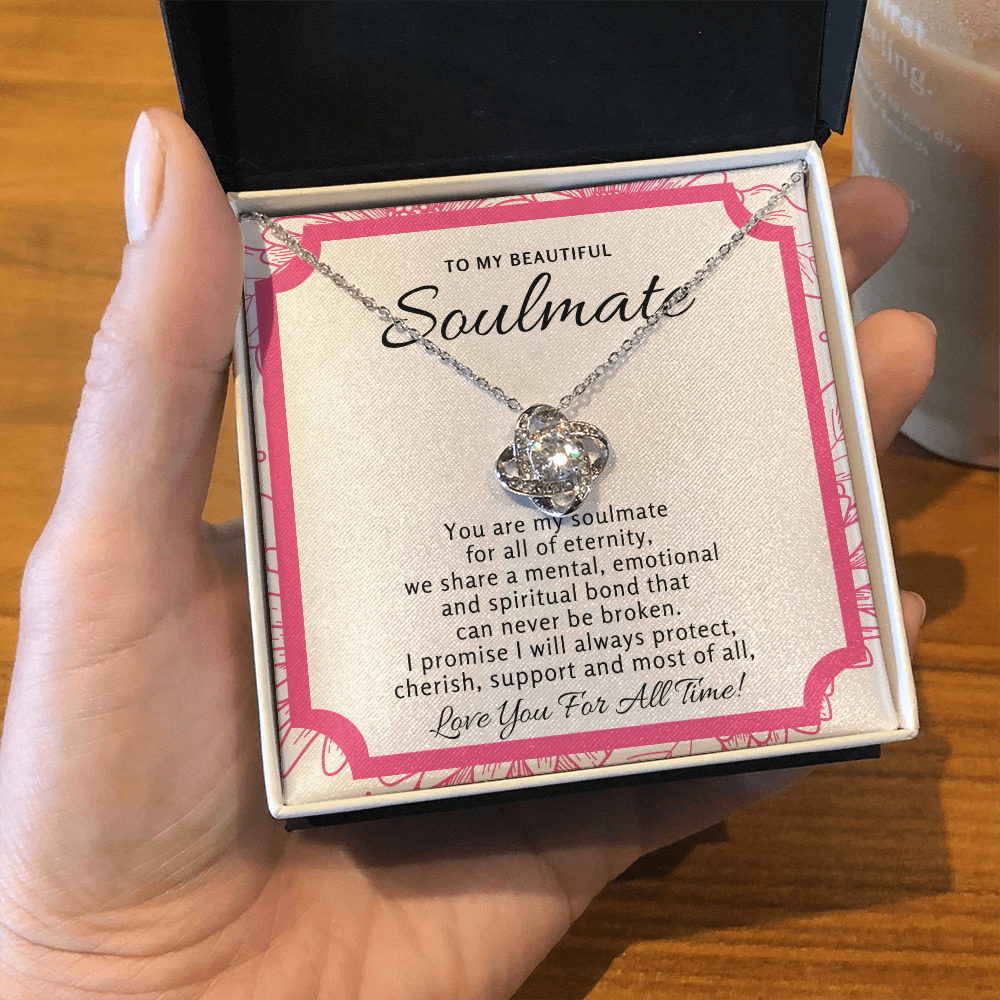 TO MY BEAUTIFUL
Soulmate
You are my soulmate
for all of eternity,
we share a mental, emotional
and spiritual bond that
can never be broken.
I promise I will always protect,
cherish, support and most of all,
Love You For All Time!
first